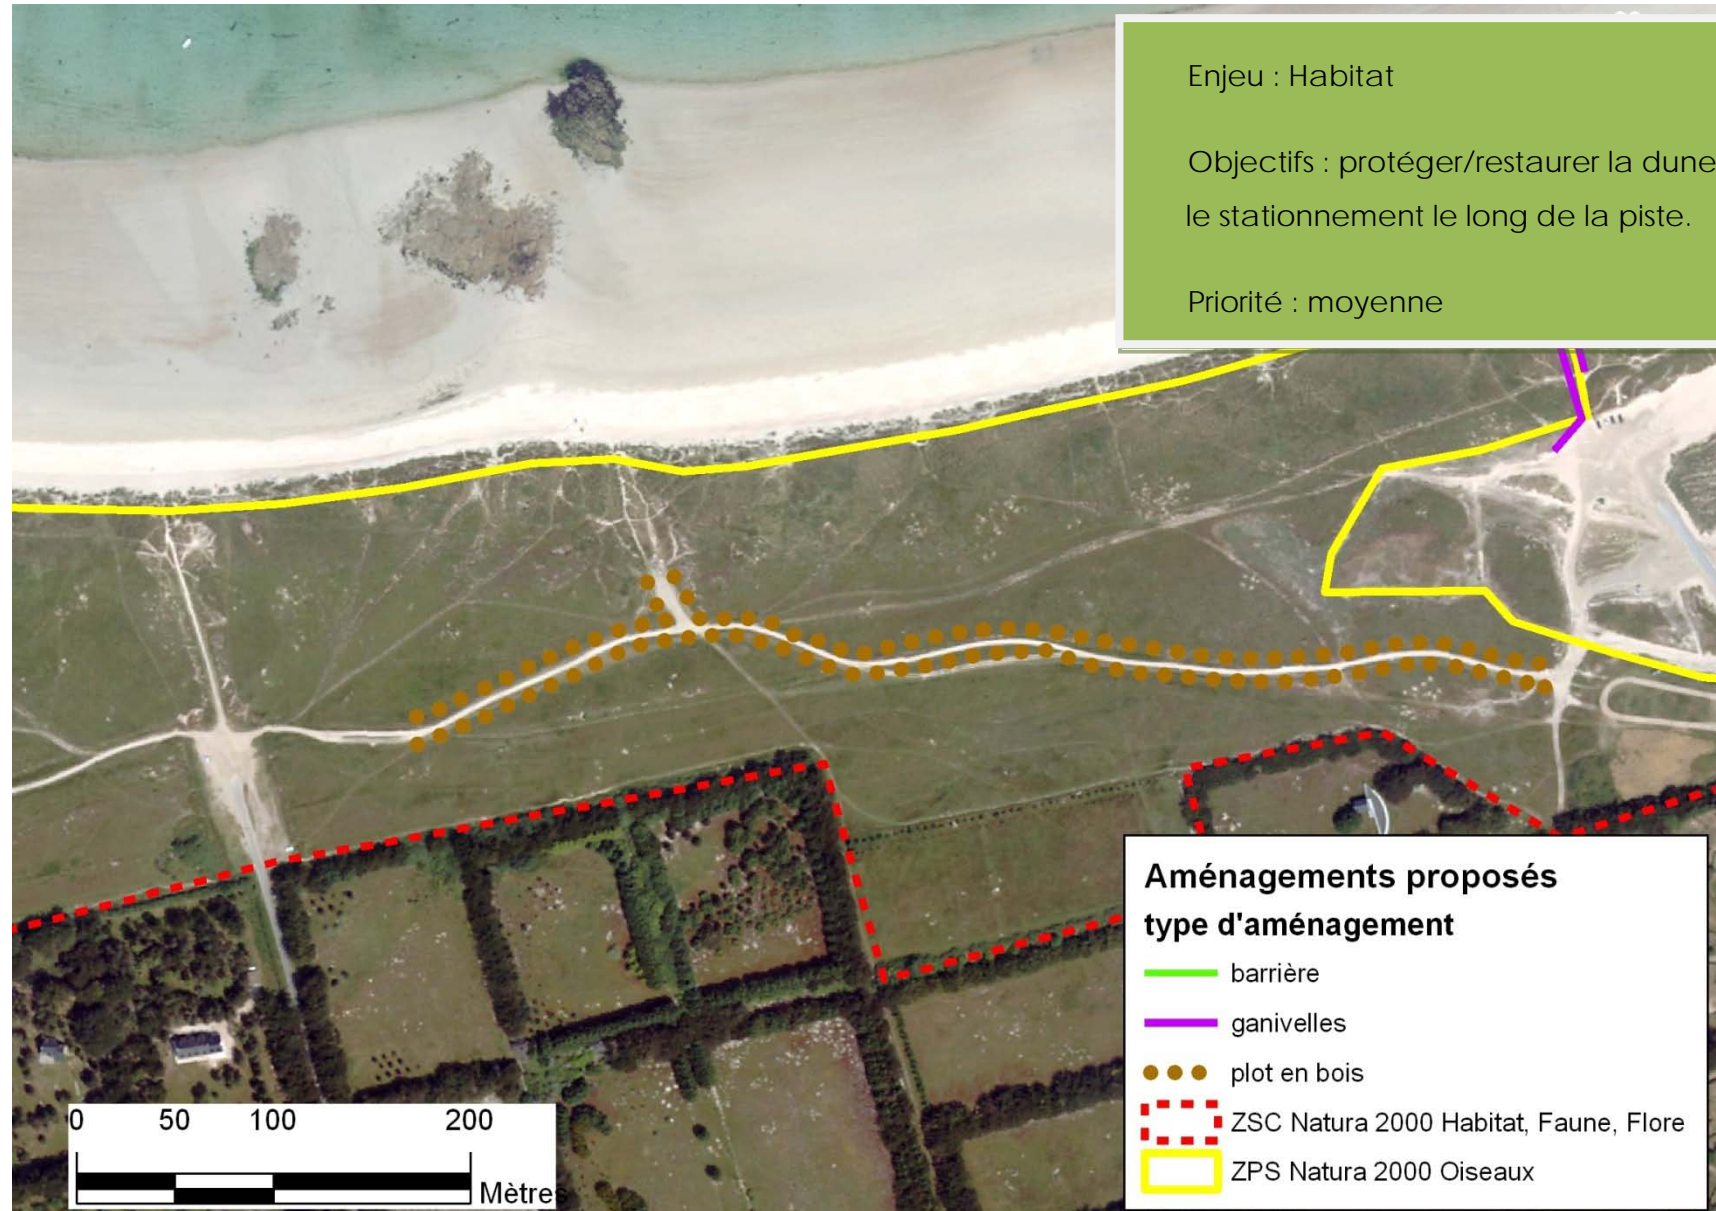 Enjeu : Habitat
Objectifs : protéger/restaurer la dune
le stationnement le long de la piste.
Priorité : moyenne
Aménagements proposés
type d'aménagement
barrière
ganivelles
plot en bois
ZSC Natura 2000 Habitat, Faune, Flore
ZPS Natura 2000 Oiseaux
0 50 100 200
Mètres